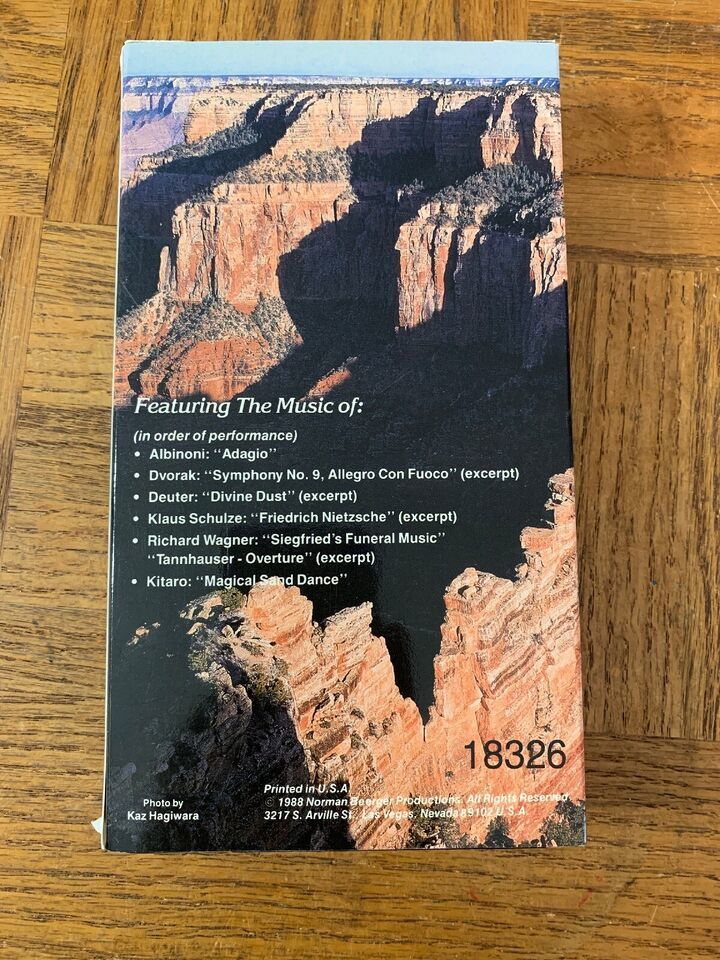 Featuring The Music of:
(in order of performance)
• Albinoni: ‘‘Adagio’’
• Dvorak: ‘‘Symphony No. 9, Allegro Con Fuoco’’ (excerpt)
• Deuter: ‘‘Divine Dust’’ (excerpt)
• Klaus Schulze: ‘‘Friedrich Nietzsche’’ (excerpt)
• Richard Wagner: ‘‘Siegfried's Funeral Music’’
‘‘Tannhauser - Overture’’ (excerpt)
• Kitaro: ‘‘Magical Sand Dance’’
18326
Photo by
Kaz Hagiwara
Printed in U.S.A.
© 1988 Norman Beerger Productions. All Rights Reserved.
3217 S. Arville St., Las Vegas, Nevada 89102 U.S.A.